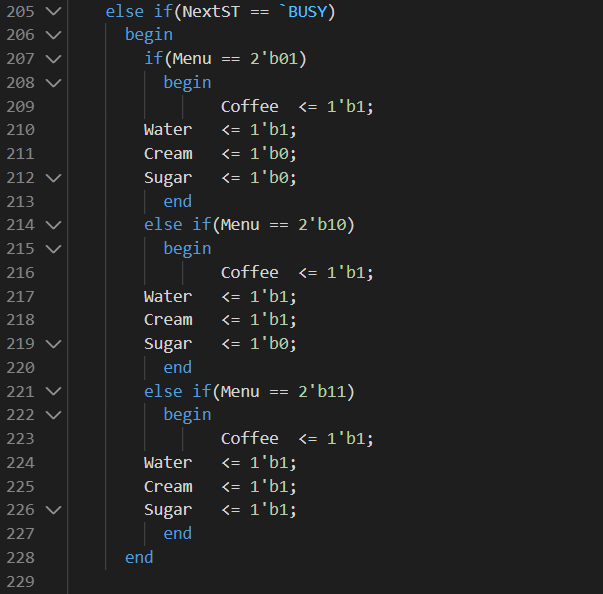 205 else if(NextST == `BUSY)
206 begin
207 if(Menu == 2'b01)
208 begin
209 Coffee <= 1'b1;
210 Water <= 1'b1;
211 Cream <= 1'b0;
212 Sugar <= 1'b0;
213 end
214 else if(Menu == 2'b10)
215 begin
216 Coffee <= 1'b1;
217 Water <= 1'b1;
218 Cream <= 1'b1;
219 Sugar <= 1'b0;
220 end
221 else if(Menu == 2'b11)
222 begin
223 Coffee <= 1'b1;
224 Water <= 1'b1;
225 Cream <= 1'b1;
226 Sugar <= 1'b1;
227 end
228 end
229